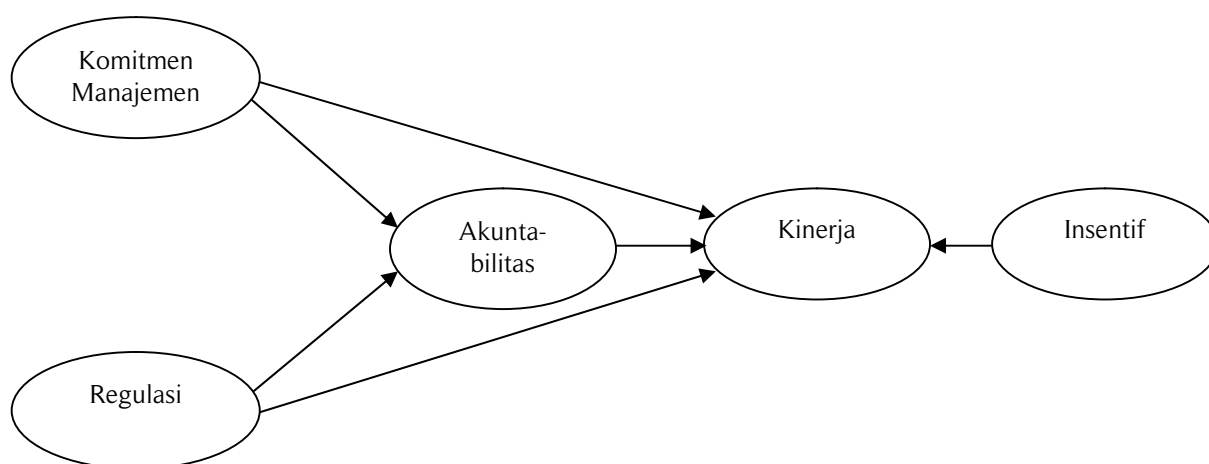 Komitmen
Manajemen
Akunta-
bilitas
Kinerja
Insentif
Regulasi